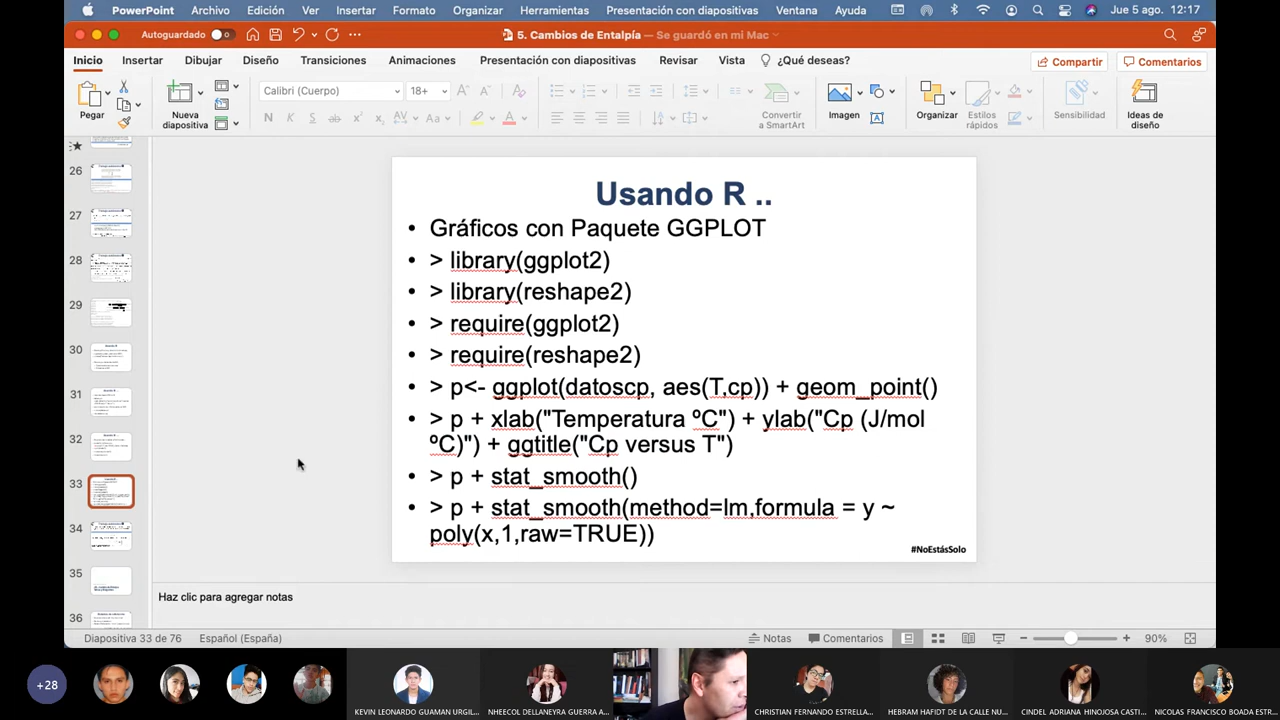 PowerPoint Archivo Edición Ver Insertar Formato Organizar Herramientas Presentación con diapositivas Ventana Ayuda Jue 5 ago. 12:17
Autoguardado 5. Cambios de Entalpía — Se guardó en mi Mac
Inicio Insertar Dibujar Diseño Transiciones Animaciones Presentación con diapositivas Revisar Vista ¿Qué deseas? Compartir Comentarios
Calibri (Cuerpo) 18
Pegar Nueva diapositiva Convertir a SmartArt Imagen Organizar Estilos rápidos Sensibilidad Ideas de diseño
26
27
28
29
30
31
32
33
34
35
36
Usando R ..
• Gráficos con Paquete GGPLOT
• > library(ggplot2)
• > library(reshape2)
• > require(ggplot2)
• > require(reshape2)
• > p<- ggplot(datoscp, aes(T,cp)) + geom_point()
• > p + xlab("Temperatura ºC") + ylab("Cp (J/mol
ºC)") + ggtitle("Cp versus T")
• > p + stat_smooth()
• > p + stat_smooth(method=lm,formula = y ~
poly(x,1,raw=TRUE))
#NoEstásSolo
Haz clic para agregar notas
Diapositiva 33 de 76 Español (España) Notas Comentarios 90%
+28
KEVIN LEONARDO GUAMAN URGIL... NHEECOL DELLANEYRA GUERRA A... CHRISTIAN FERNANDO ESTRELLA... HEBRAM HAFIDT DE LA CALLE NU... CINDEL ADRIANA HINOJOSA CASTI... NICOLAS FRANCISCO BOADA ESTR...